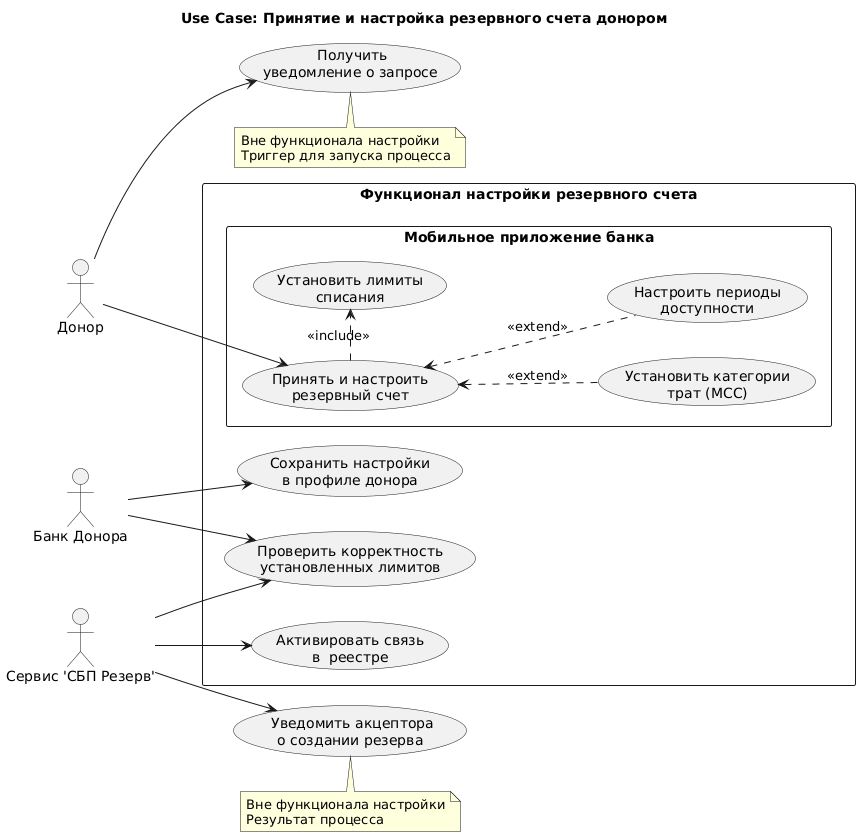 Use Case: Принятие и настройка резервного счета донором
Получить
уведомление о запросе
Вне функционала настройки
Триггер для запуска процесса
Функционал настройки резервного счета
Мобильное приложение банка
Установить лимиты
списания
Настроить периоды
доступности
«include»
«extend»
Донор
Принять и настроить
резервный счет
«extend»
Установить категории
трат (MCC)
Сохранить настройки
в профиле донора
Банк Донора
Проверить корректность
установленных лимитов
Активировать связь
в  реестре
Сервис 'СБП Резерв'
Уведомить акцептора
о создании резерва
Вне функционала настройки
Результат процесса